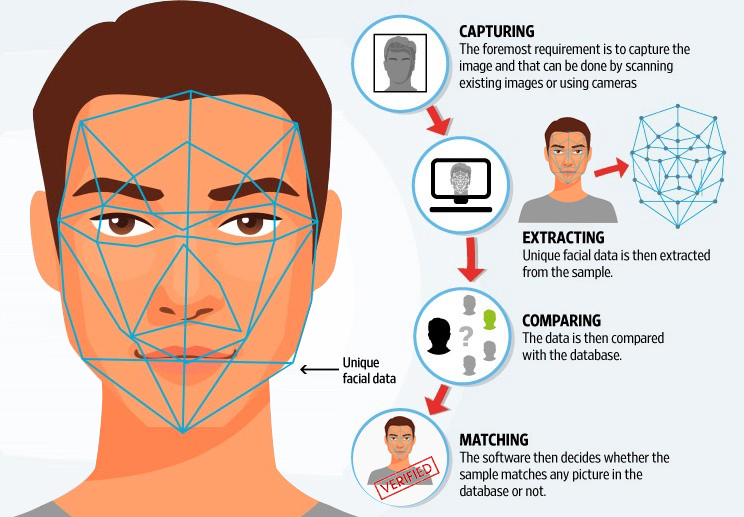 CAPTURING
The foremost requirement is to capture the
image and that can be done by scanning
existing images or using cameras
EXTRACTING
Unique facial data is then extracted
from the sample.
COMPARING
The data is then compared
with the database.
?
Unique
facial data
MATCHING
The software then decides whether the
sample matches any picture in the
database or not.
VERIFIED